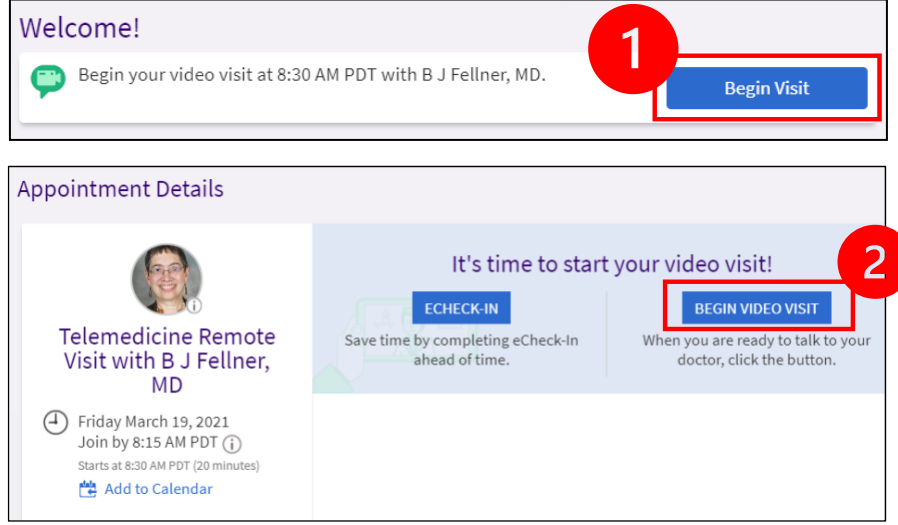 Welcome!
1
Begin your video visit at 8:30 AM PDT with B J Fellner, MD.
Begin Visit
Appointment Details
2
It's time to start your video visit!
ECHECK-IN
Save time by completing eCheck-In
ahead of time.
BEGIN VIDEO VISIT
When you are ready to talk to your
doctor, click the button.
Telemedicine Remote
Visit with B J Fellner,
MD
Friday March 19, 2021
Join by 8:15 AM PDT
Starts at 8:30 AM PDT (20 minutes)
Add to Calendar